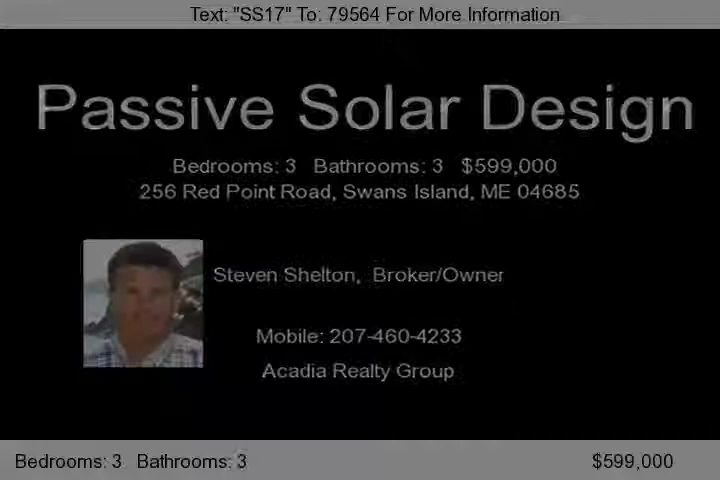 Text: "SS17" To: 79564 For More Information
Passive Solar Design
Bedrooms: 3 Bathrooms: 3 $599,000
256 Red Point Road, Swans Island, ME 04685
Steven Shelton, Broker/Owner
Mobile: 207-460-4233
Acadia Realty Group
Bedrooms: 3 Bathrooms: 3 $599,000